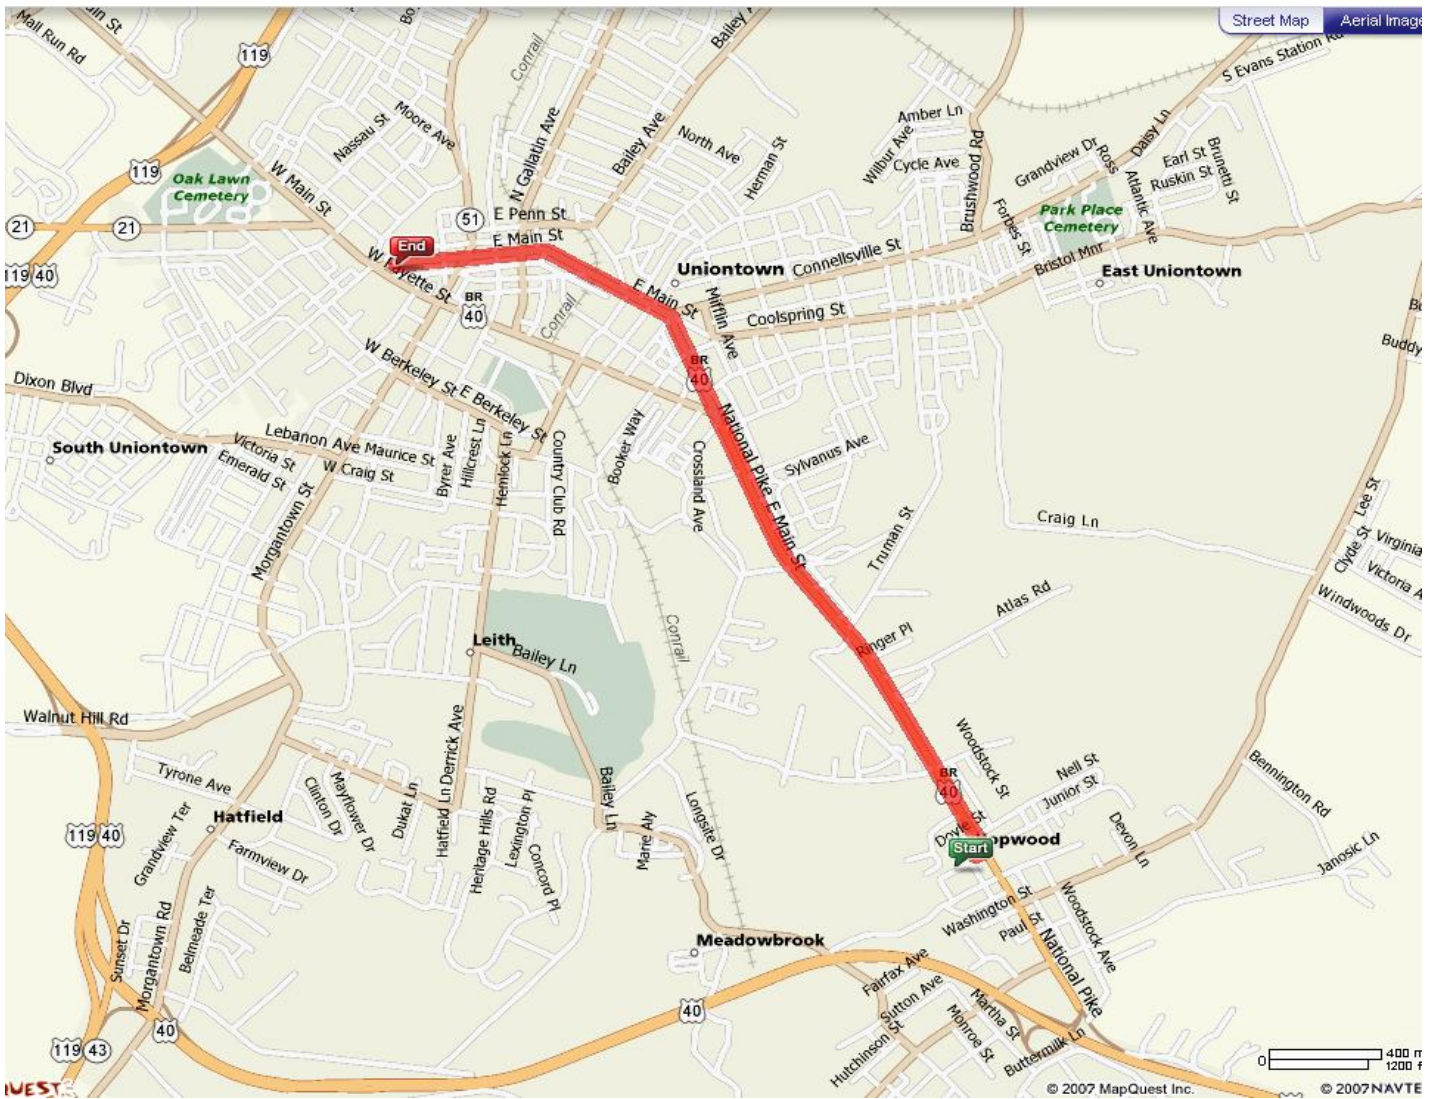 Street Map
Aerial Image
ain St
Mall Run Rd
119
Conrail
Bailey A
S Evans Station Rd
Moore Ave
Nassau St
N Gallatin Ave
Bailey Ave
North Ave
Herman St
Amber Ln
Wilbur Ave
Cycle Ave
Brushwood Rd
Grandview Dr
Ross
Daisy Ln
Earl St
Ruskin St
Brunetti St
Atlantic Ave
119
Oak Lawn
Cemetery
W Main St
51
E Penn St
E Main St
Forbes St
Park Place
Cemetery
21
21
End
W Fayette St
Uniontown
Connellsville St
Bristol Mnr
East Uniontown
119 40
BR
40
Conrail
E Main St
Mifflin Ave
Coolspring St
Buddy
W Berkeley St
E Berkeley St
BR
40
Dixon Blvd
South Uniontown
Lebanon Ave
Maurice St
Victoria St
Emerald St
W Craig St
Byrer Ave
Hillcrest Ln
Hemlock Ln
Country Club Rd
Booker Way
Crossland Ave
National Pike
E Main St
Sylvanus Ave
Morgantown St
Truman St
Craig Ln
Lee St
Clyde St
Virginia
Victoria A
Windwoods Dr
Atlas Rd
Ringer Pl
Leith
Bailey Ln
Conrail
Walnut Hill Rd
Derrick Ave
Woodstock St
Tyrone Ave
Clinton Dr
Mayflower Dr
Dukat Ln
Hatfield Ln
Heritage Hills Rd
Lexington Pl
Concord Pl
Bailey Ln
Marie Aly
Longsite Dr
BR
40
Nell St
Junior St
Bennington Rd
119 40
Hatfield
Grandview Ter
Farmview Dr
Doyle St
Start
opwood
Devon Ln
Janosic Ln
Sunset Dr
Morgantown Rd
Belmeade Ter
Meadowbrook
Washington St
Paul St
Woodstock Ave
National Pike
Fairfax Ave
Sutton Ave
Hutchinson St
Martha St
Monroe St
Buttermilk Ln
40
40
119 43
0
400 m
1200 f
QUEST
© 2007 MapQuest Inc.
© 2007 NAVTE